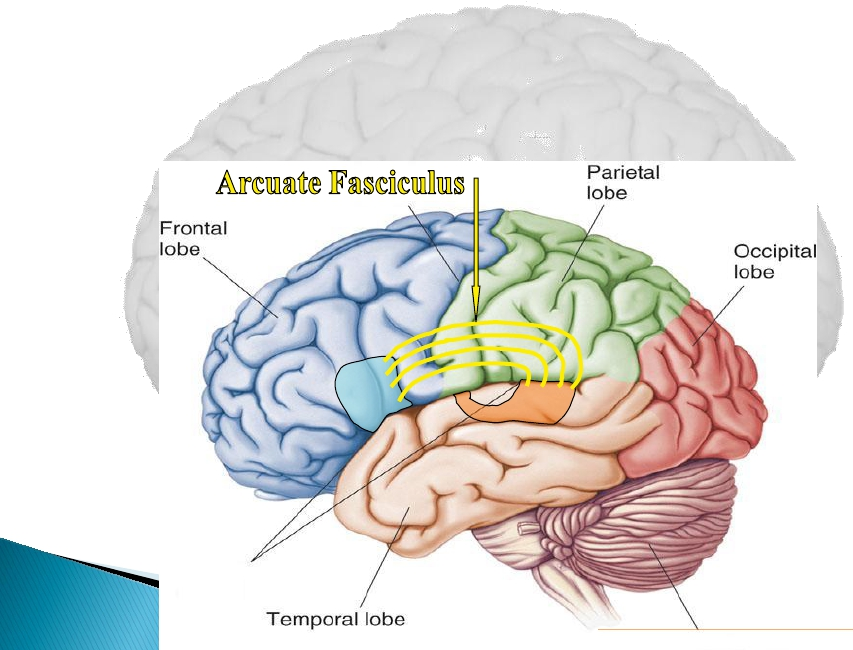 Arcuate Fasciculus
Parietal
lobe
Frontal
lobe
Occipital
lobe
Temporal lobe